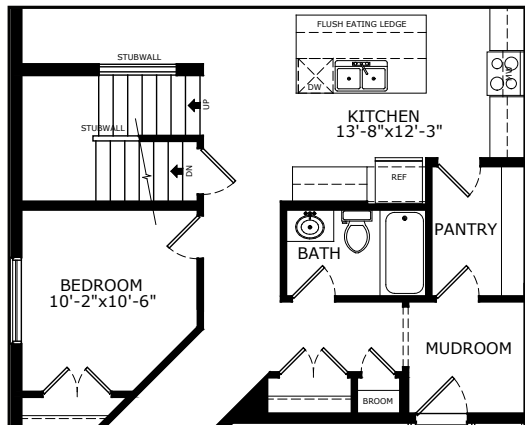 FLUSH EATING LEDGE
STUBWALL
DW
M/W
UP
KITCHEN
13'-8"x12'-3"
STUBWALL
DN
REF
PANTRY
BATH
BEDROOM
10'-2"x10'-6"
MUDROOM
BROOM